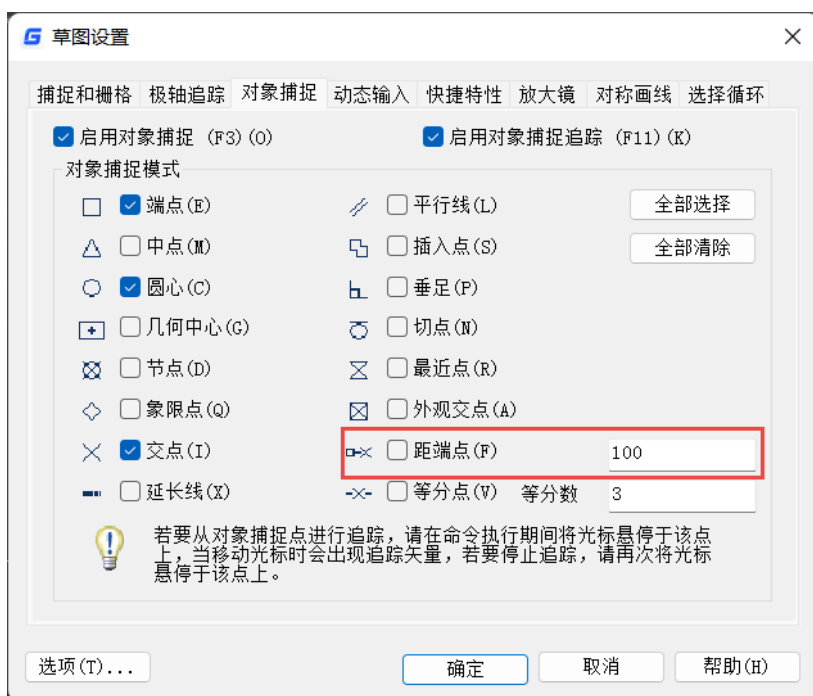 草图设置
捕捉和栅格 极轴追踪 对象捕捉 动态输入 快捷特性 放大镜 对称画线 选择循环
启用对象捕捉 (F3)(O) 启用对象捕捉追踪 (F11)(K)
对象捕捉模式
端点(E) 平行线(L) 全部选择
中点(M) 插入点(S) 全部清除
圆心(C) 垂足(P)
几何中心(G) 切点(N)
节点(D) 最近点(R)
象限点(Q) 外观交点(A)
交点(I) 距端点(F) 100
延长线(X) 等分点(V) 等分数 3
若要从对象捕捉点进行追踪，请在命令执行期间将光标悬停于该点
上，当移动光标时会出现追踪矢量，若要停止追踪，请再次将光标
悬停于该点上。
选项(T)... 确定 取消 帮助(H)